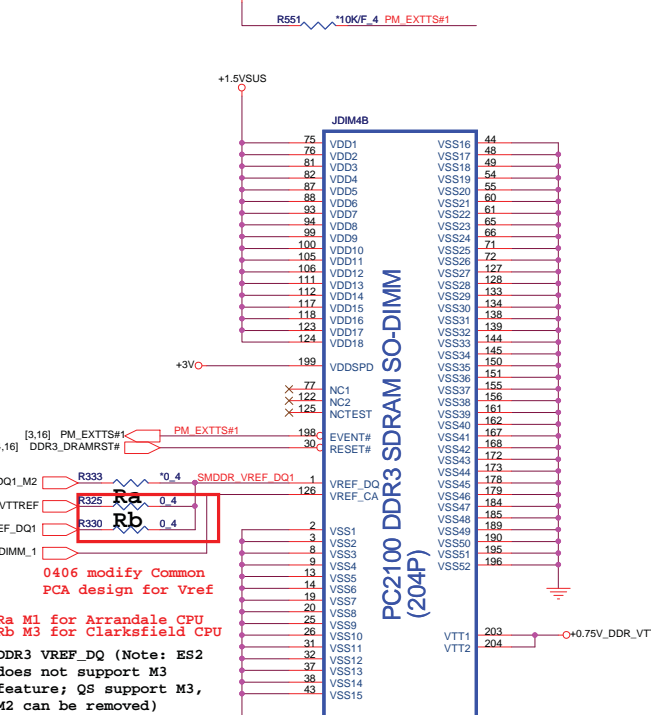 R551 *10K/F_4 PM_EXTTS#1
+1.5VSUS
JDIM4B
75 VDD1 VSS16 44
76 VDD2 VSS17 48
81 VDD3 VSS18 49
82 VDD4 VSS19 54
87 VDD5 VSS20 55
88 VDD6 VSS21 60
93 VDD7 VSS22 61
94 VDD8 VSS23 65
99 VDD9 VSS24 66
100 VDD10 VSS25 71
105 VDD11 VSS26 72
106 VDD12 VSS27 127
111 VDD13 VSS28 128
112 VDD14 VSS29 133
117 VDD15 VSS30 134
118 VDD16 VSS31 138
123 VDD17 VSS32 139
124 VDD18 VSS33 144
VSS34 145
+3V 199 VDDSPD VSS35 150
VSS36 151
77 NC1 VSS37 155
122 NC2 VSS38 156
125 NCTEST VSS39 161
VSS40 162
[3,16] PM_EXTTS#1 PM_EXTTS#1 198 EVENT# VSS41 167
,16] DDR3_DRAMRST# 30 RESET# VSS42 168
VSS43 172
VSS44 173
DQ1_M2 R333 *0_4 SMDDR_VREF_DQ1 1 VREF_DQ VSS45 178
126 VREF_CA VSS46 179
VTTREF R325 Ra 0_4 VSS47 184
VSS48 185
EF_DQ1 R330 Rb 0_4 2 VSS1 VSS49 189
3 VSS2 VSS50 190
DIMM_1 8 VSS3 VSS51 195
9 VSS4 VSS52 196
13 VSS5
14 VSS6
19 VSS7
20 VSS8
25 VSS9
26 VSS10 VTT1 203 +0.75V_DDR_VT
31 VSS11 VTT2 204
32 VSS12
37 VSS13
38 VSS14
43 VSS15
PC2100 DDR3 SDRAM SO-DIMM
(204P)
0406 modify Common
PCA design for Vref
Ra M1 for Arrandale CPU
Rb M3 for Clarksfield CPU
DDR3 VREF_DQ (Note: ES2
does not support M3
feature; QS support M3,
M2 can be removed)